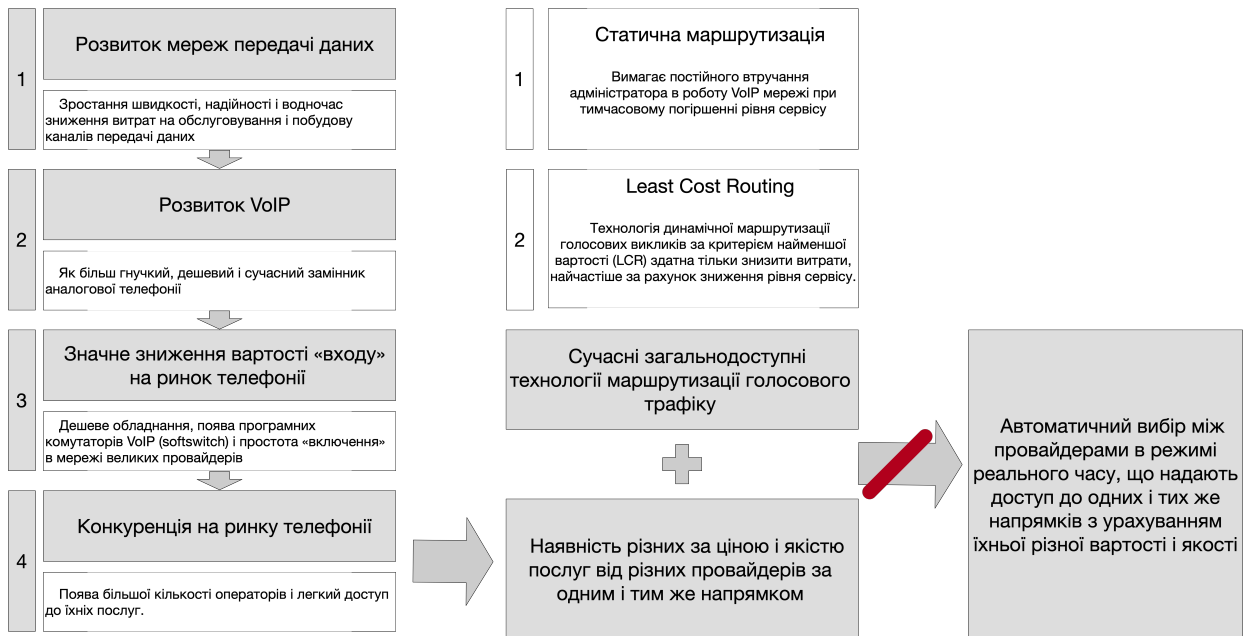 1
Розвиток мереж передачі даних
Зростання швидкості, надійності і водночас
зниження витрат на обслуговування і побудову
каналів передачі даних
2
Розвиток VoIP
Як більш гнучкий, дешевий і сучасний замінник
аналогової телефонії
3
Значне зниження вартості «входу»
на ринок телефонії
Дешеве обладнання, поява програмних
комутаторів VoIP (softswitch) і простота «включення»
в мережі великих провайдерів
4
Конкуренція на ринку телефонії
Поява більшої кількості операторів і легкий доступ
до їхніх послуг.
1
Статична маршрутизація
Вимагає постійного втручання
адміністратора в роботу VoIP мережі при
тимчасовому погіршенні рівня сервісу
2
Least Cost Routing
Технологія динамічної маршрутизації
голосових викликів за критерієм найменшої
вартості (LCR) здатна тільки знизити витрати,
найчастіше за рахунок зниження рівня сервісу.
Сучасні загальнодоступні
технології маршрутизації голосового
трафіку
Наявність різних за ціною і якістю
послуг від різних провайдерів за
одним і тим же напрямком
Автоматичний вибір між
провайдерами в режимі
реального часу, що надають
доступ до одних і тих же
напрямків з урахуванням
їхньої різної вартості і якості